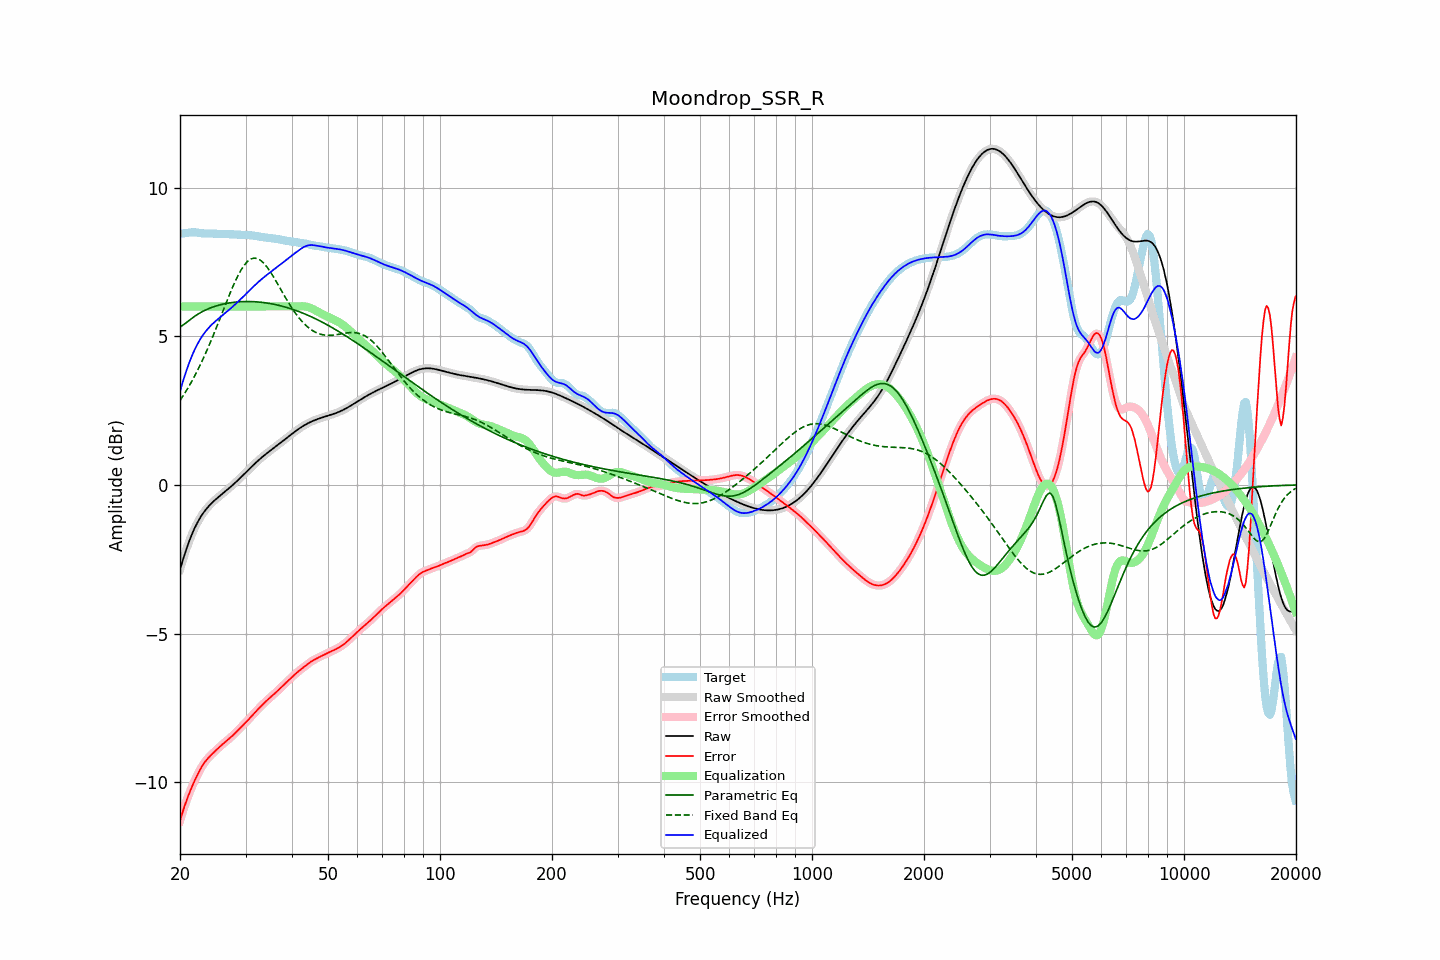 Moondrop_SSR_R
Amplitude (dBr)
10
5
0
−5
−10
Target
Raw Smoothed
Error Smoothed
Raw
Error
Equalization
Parametric Eq
Fixed Band Eq
Equalized
20 50 100 200 500 1000 2000 5000 10000 20000
Frequency (Hz)